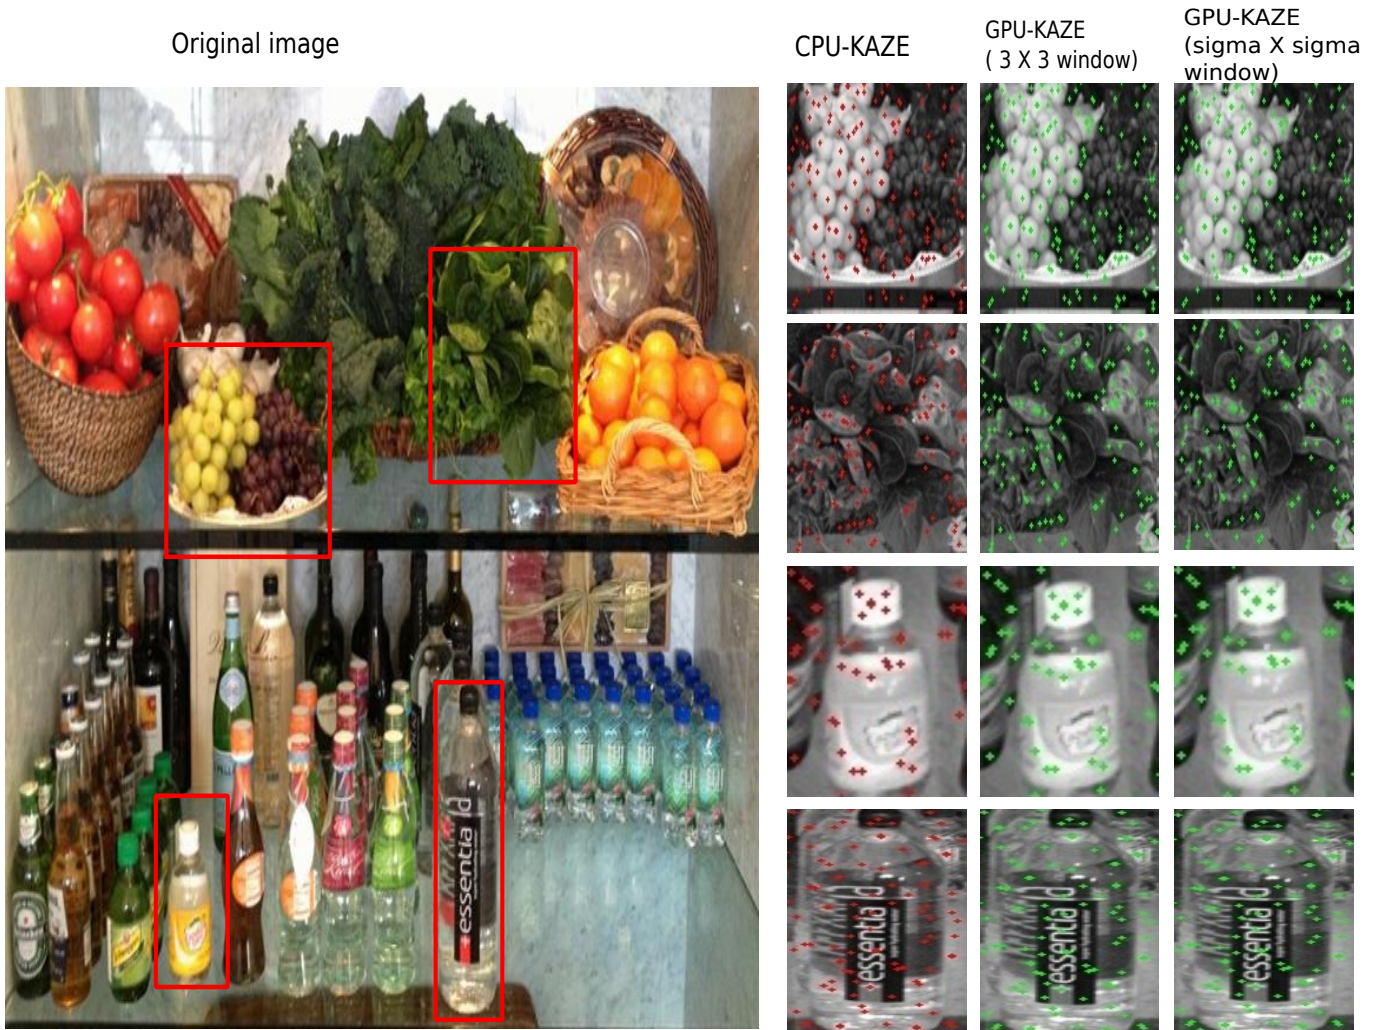 Original image
CPU-KAZE
GPU-KAZE
( 3 X 3 window)
GPU-KAZE
(sigma X sigma
window)
essentia
essentia
essentia
essentia